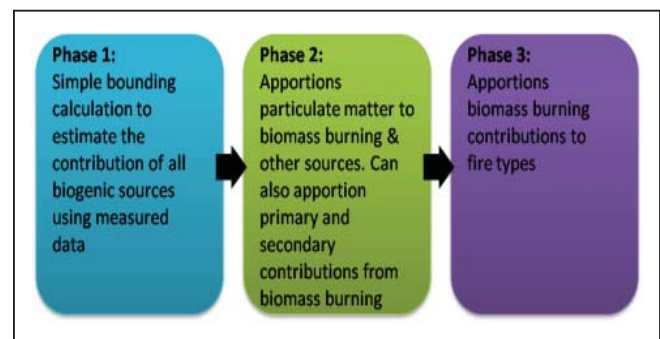 Phase 1:
Simple bounding
calculation to
estimate the
contribution of all
biogenic sources
using measured
data
Phase 2:
Apportions
particulate matter to
biomass burning &
other sources. Can
also apportion
primary and
secondary
contributions from
biomass burning
Phase 3:
Apportions
biomass burning
contributions to
fire types